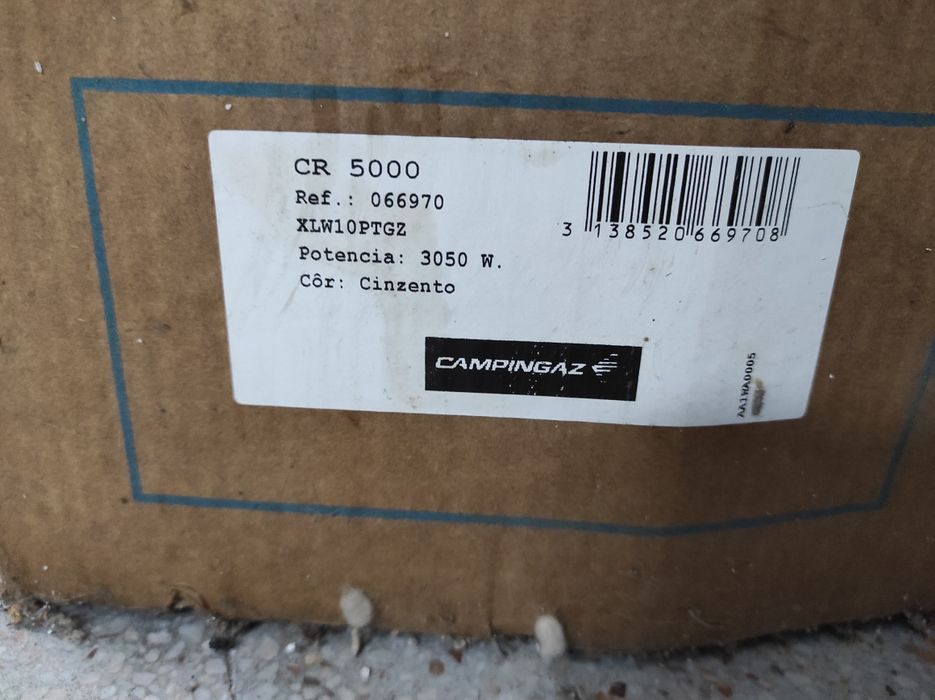 CR 5000
Ref.: 066970
XLW10PTGZ
Potencia: 3050 W.
Côr: Cinzento
3 138520 669708
CAMPINGAZ
AA1WA0005